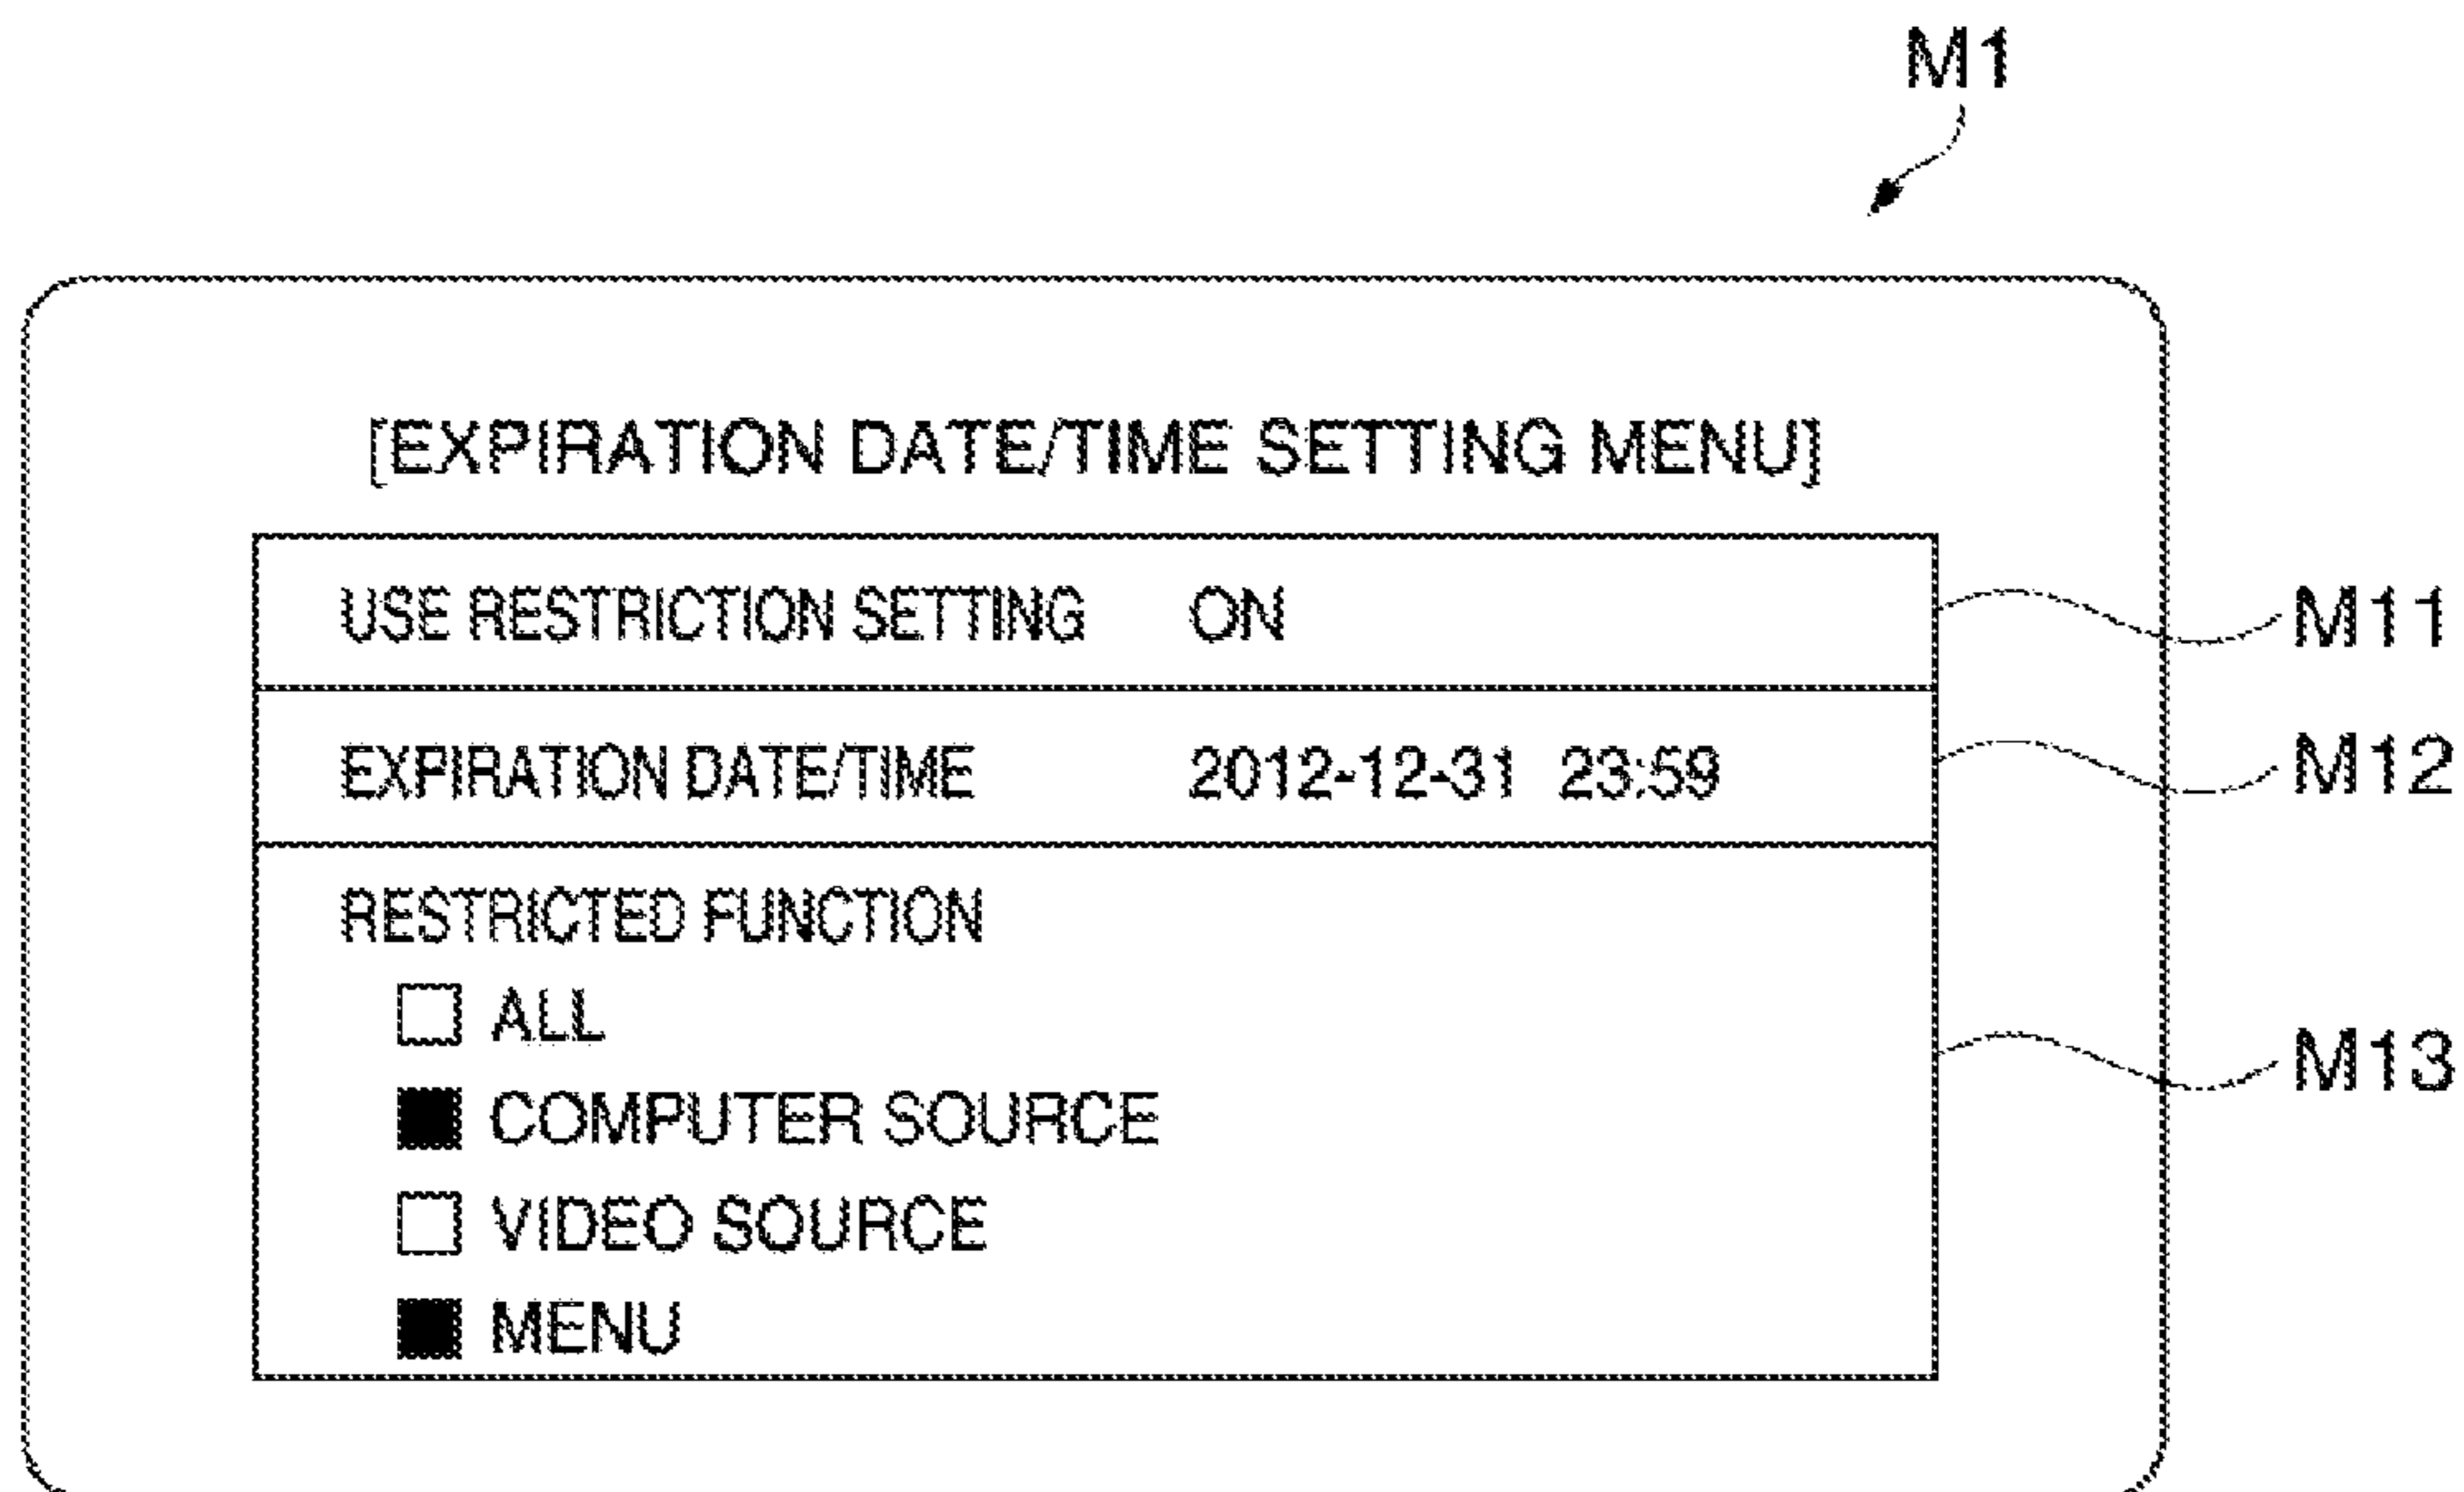 M1
[EXPIRATION DATE/TIME SETTING MENU]
USE RESTRICTION SETTING ON M11
EXPIRATION DATE/TIME 2012-12-31 23:59 M12
RESTRICTED FUNCTION
ALL
M13
COMPUTER SOURCE
VIDEO SOURCE
MENU